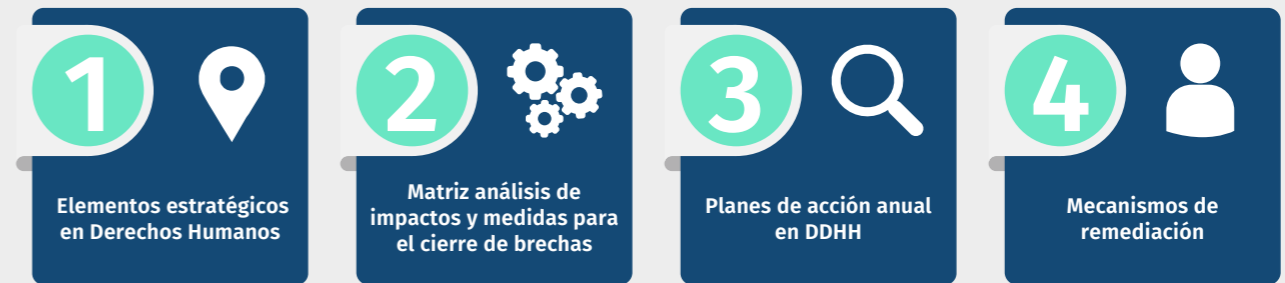 1
Elementos estratégicos
en Derechos Humanos
2
Matriz análisis de
impactos y medidas para
el cierre de brechas
3
Planes de acción anual
en DDHH
4
Mecanismos de
remediación